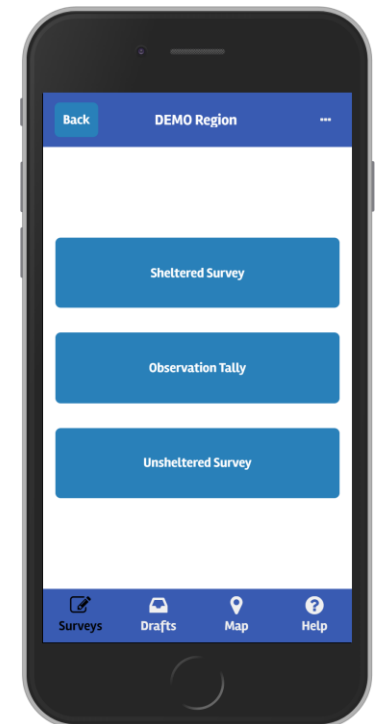 Back DEMO Region ...
Sheltered Survey
Observation Tally
Unsheltered Survey
Surveys Drafts Map Help